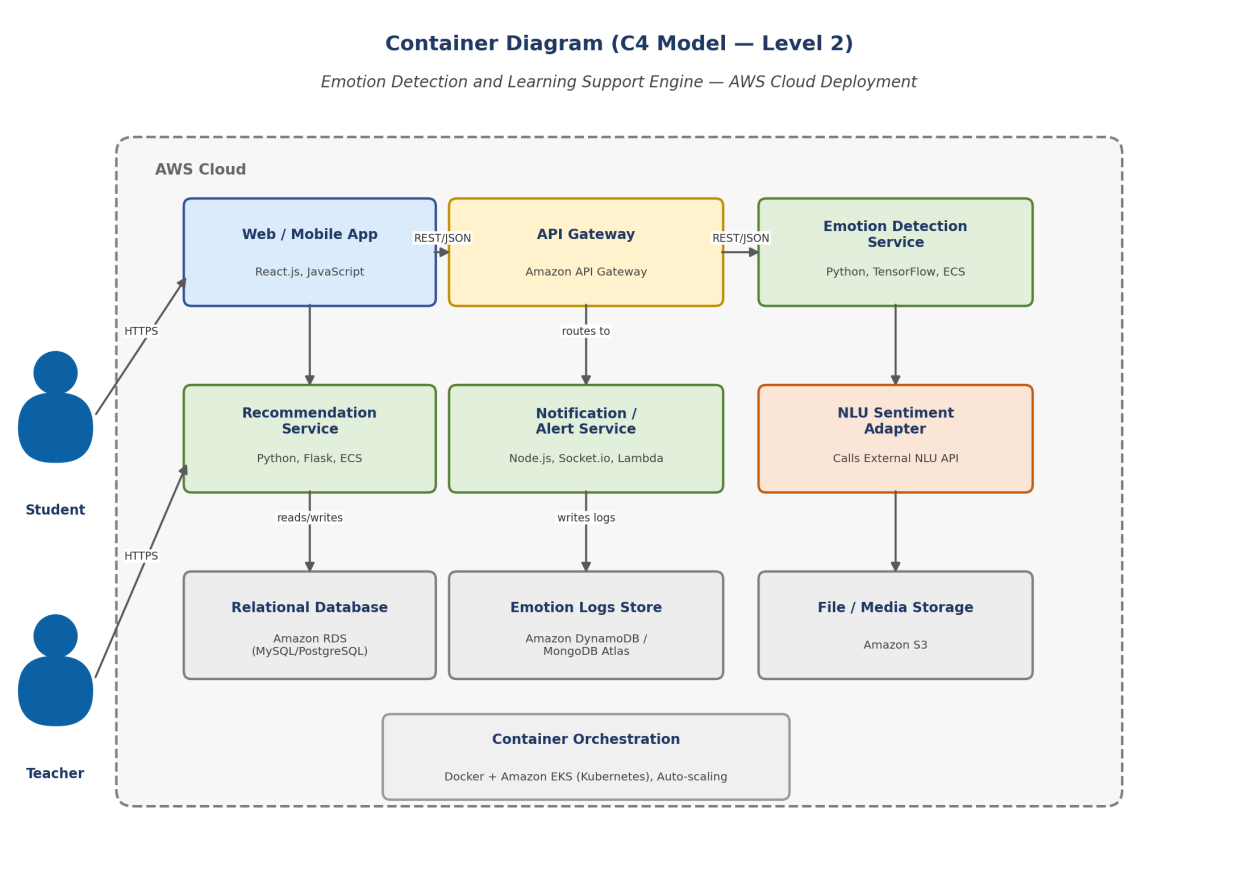 Container Diagram (C4 Model — Level 2)
Emotion Detection and Learning Support Engine — AWS Cloud Deployment
AWS Cloud
Web / Mobile App
React.js, JavaScript
REST/JSON
API Gateway
Amazon API Gateway
REST/JSON
Emotion Detection
Service
Python, TensorFlow, ECS
HTTPS
routes to
Recommendation
Service
Python, Flask, ECS
Notification /
Alert Service
Node.js, Socket.io, Lambda
NLU Sentiment
Adapter
Calls External NLU API
Student
reads/writes
writes logs
HTTPS
Relational Database
Amazon RDS
(MySQL/PostgreSQL)
Emotion Logs Store
Amazon DynamoDB /
MongoDB Atlas
File / Media Storage
Amazon S3
Teacher
Container Orchestration
Docker + Amazon EKS (Kubernetes), Auto-scaling